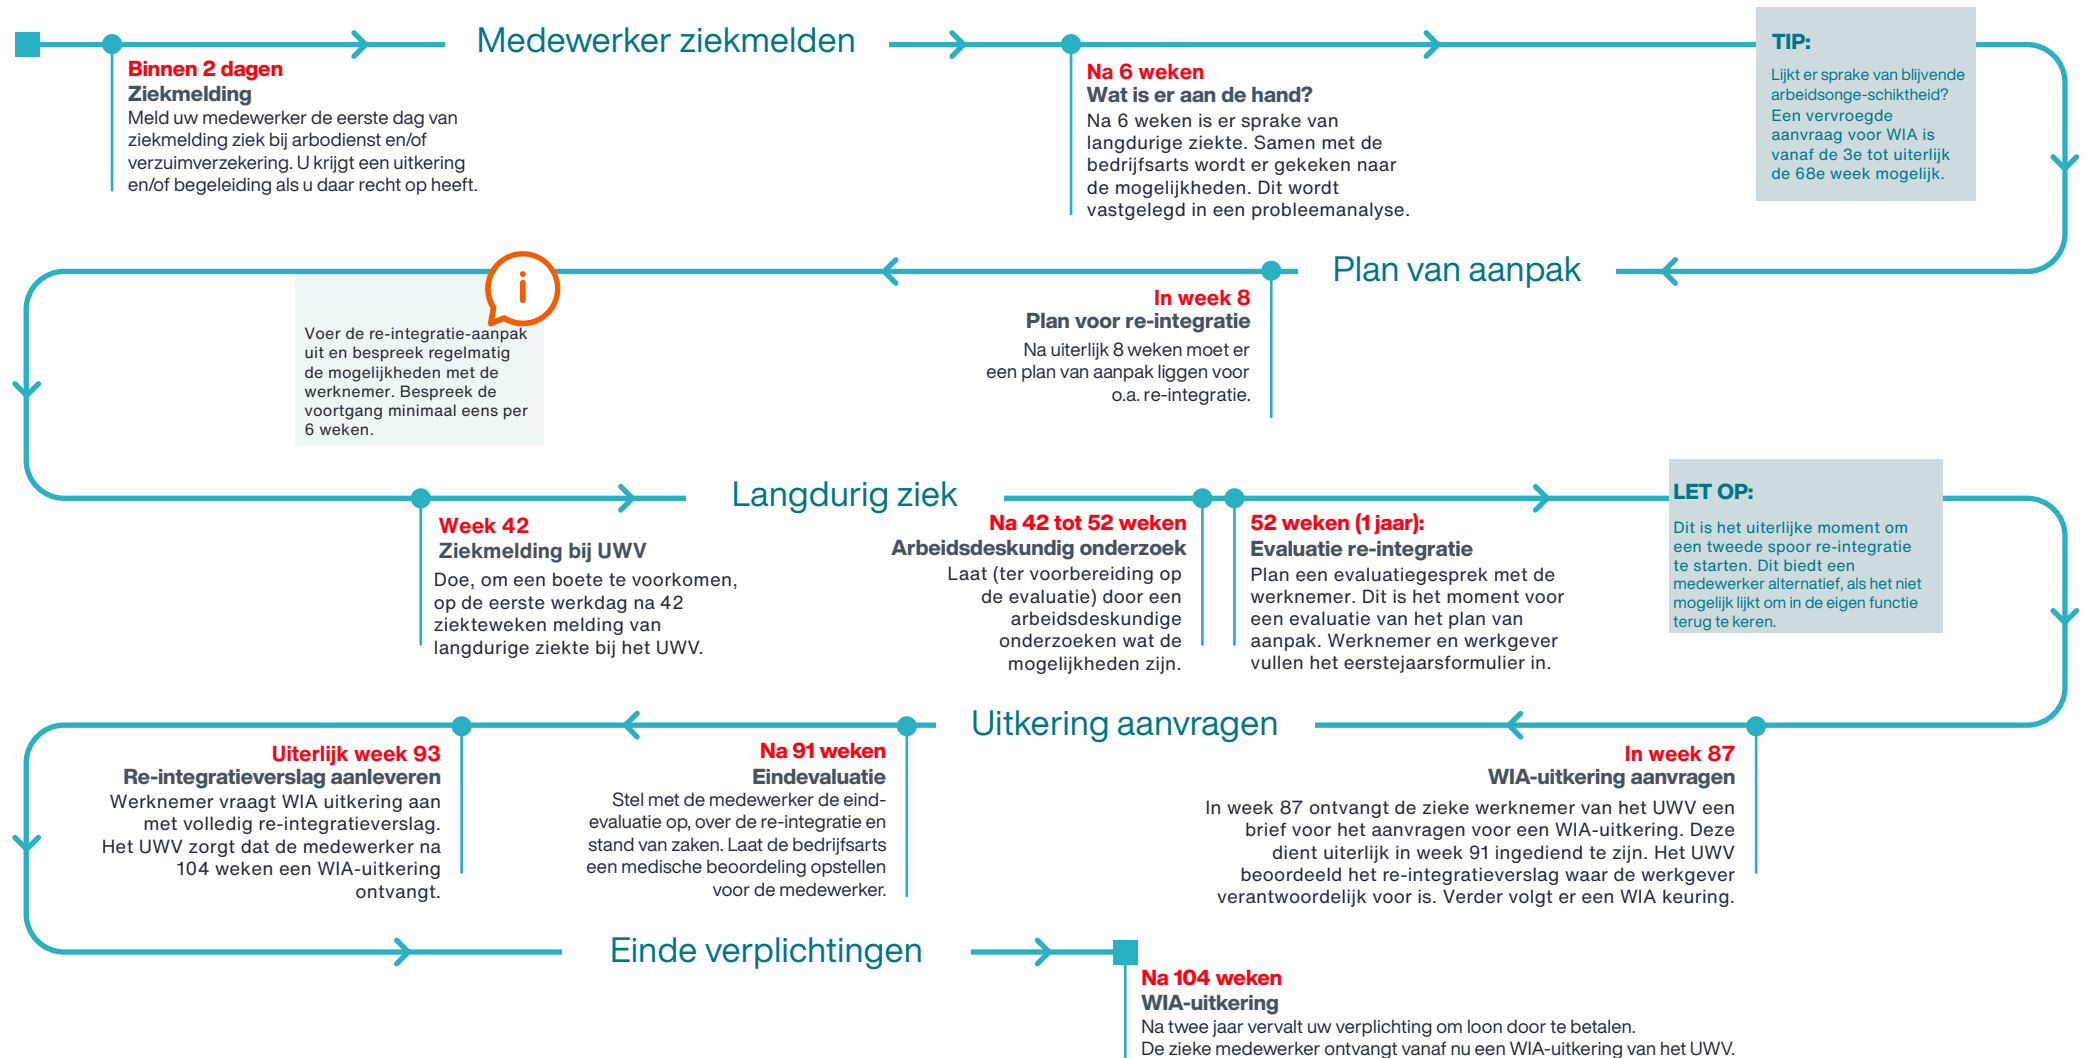 Medewerker ziekmelden
Binnen 2 dagen
Ziekmelding
Meld uw medewerker de eerste dag van
ziekmelding ziek bij arbodienst en/of
verzuimverzekering. U krijgt een uitkering
en/of begeleiding als u daar recht op heeft.
Na 6 weken
Wat is er aan de hand?
Na 6 weken is er sprake van
langdurige ziekte. Samen met de
bedrijfsarts wordt er gekeken naar
de mogelijkheden. Dit wordt
vastgelegd in een probleemanalyse.
TIP:
Lijkt er sprake van blijvende
arbeidsonge-schiktheid?
Een vervroegde
aanvraag voor WIA is
vanaf de 3e tot uiterlijk
de 68e week mogelijk.
Plan van aanpak
In week 8
Plan voor re-integratie
Na uiterlijk 8 weken moet er
een plan van aanpak liggen voor
o.a. re-integratie.
i
Voer de re-integratie-aanpak
uit en bespreek regelmatig
de mogelijkheden met de
werknemer. Bespreek de
voortgang minimaal eens per
6 weken.
Langdurig ziek
Week 42
Ziekmelding bij UWV
Doe, om een boete te voorkomen,
op de eerste werkdag na 42
ziekteweken melding van
langdurige ziekte bij het UWV.
Na 42 tot 52 weken
Arbeidsdeskundig onderzoek
Laat (ter voorbereiding op
de evaluatie) door een
arbeidsdeskundige
onderzoeken wat de
mogelijkheden zijn.
52 weken (1 jaar):
Evaluatie re-integratie
Plan een evaluatiegesprek met de
werknemer. Dit is het moment voor
een evaluatie van het plan van
aanpak. Werknemer en werkgever
vullen het eerstejaarsformulier in.
LET OP:
Dit is het uiterlijke moment om
een tweede spoor re-integratie
te starten. Dit biedt een
medewerker alternatief, als het niet
mogelijk lijkt om in de eigen functie
terug te keren.
Uitkering aanvragen
In week 87
WIA-uitkering aanvragen
In week 87 ontvangt de zieke werknemer van het UWV een
brief voor het aanvragen voor een WIA-uitkering. Deze
dient uiterlijk in week 91 ingediend te zijn. Het UWV
beoordeeld het re-integratieverslag waar de werkgever
verantwoordelijk voor is. Verder volgt er een WIA keuring.
Na 91 weken
Eindevaluatie
Stel met de medewerker de eind-
evaluatie op, over de re-integratie en
stand van zaken. Laat de bedrijfsarts
een medische beoordeling opstellen
voor de medewerker.
Uiterlijk week 93
Re-integratieverslag aanleveren
Werknemer vraagt WIA uitkering aan
met volledig re-integratieverslag.
Het UWV zorgt dat de medewerker na
104 weken een WIA-uitkering
ontvangt.
Einde verplichtingen
Na 104 weken
WIA-uitkering
Na twee jaar vervalt uw verplichting om loon door te betalen.
De zieke medewerker ontvangt vanaf nu een WIA-uitkering van het UWV.